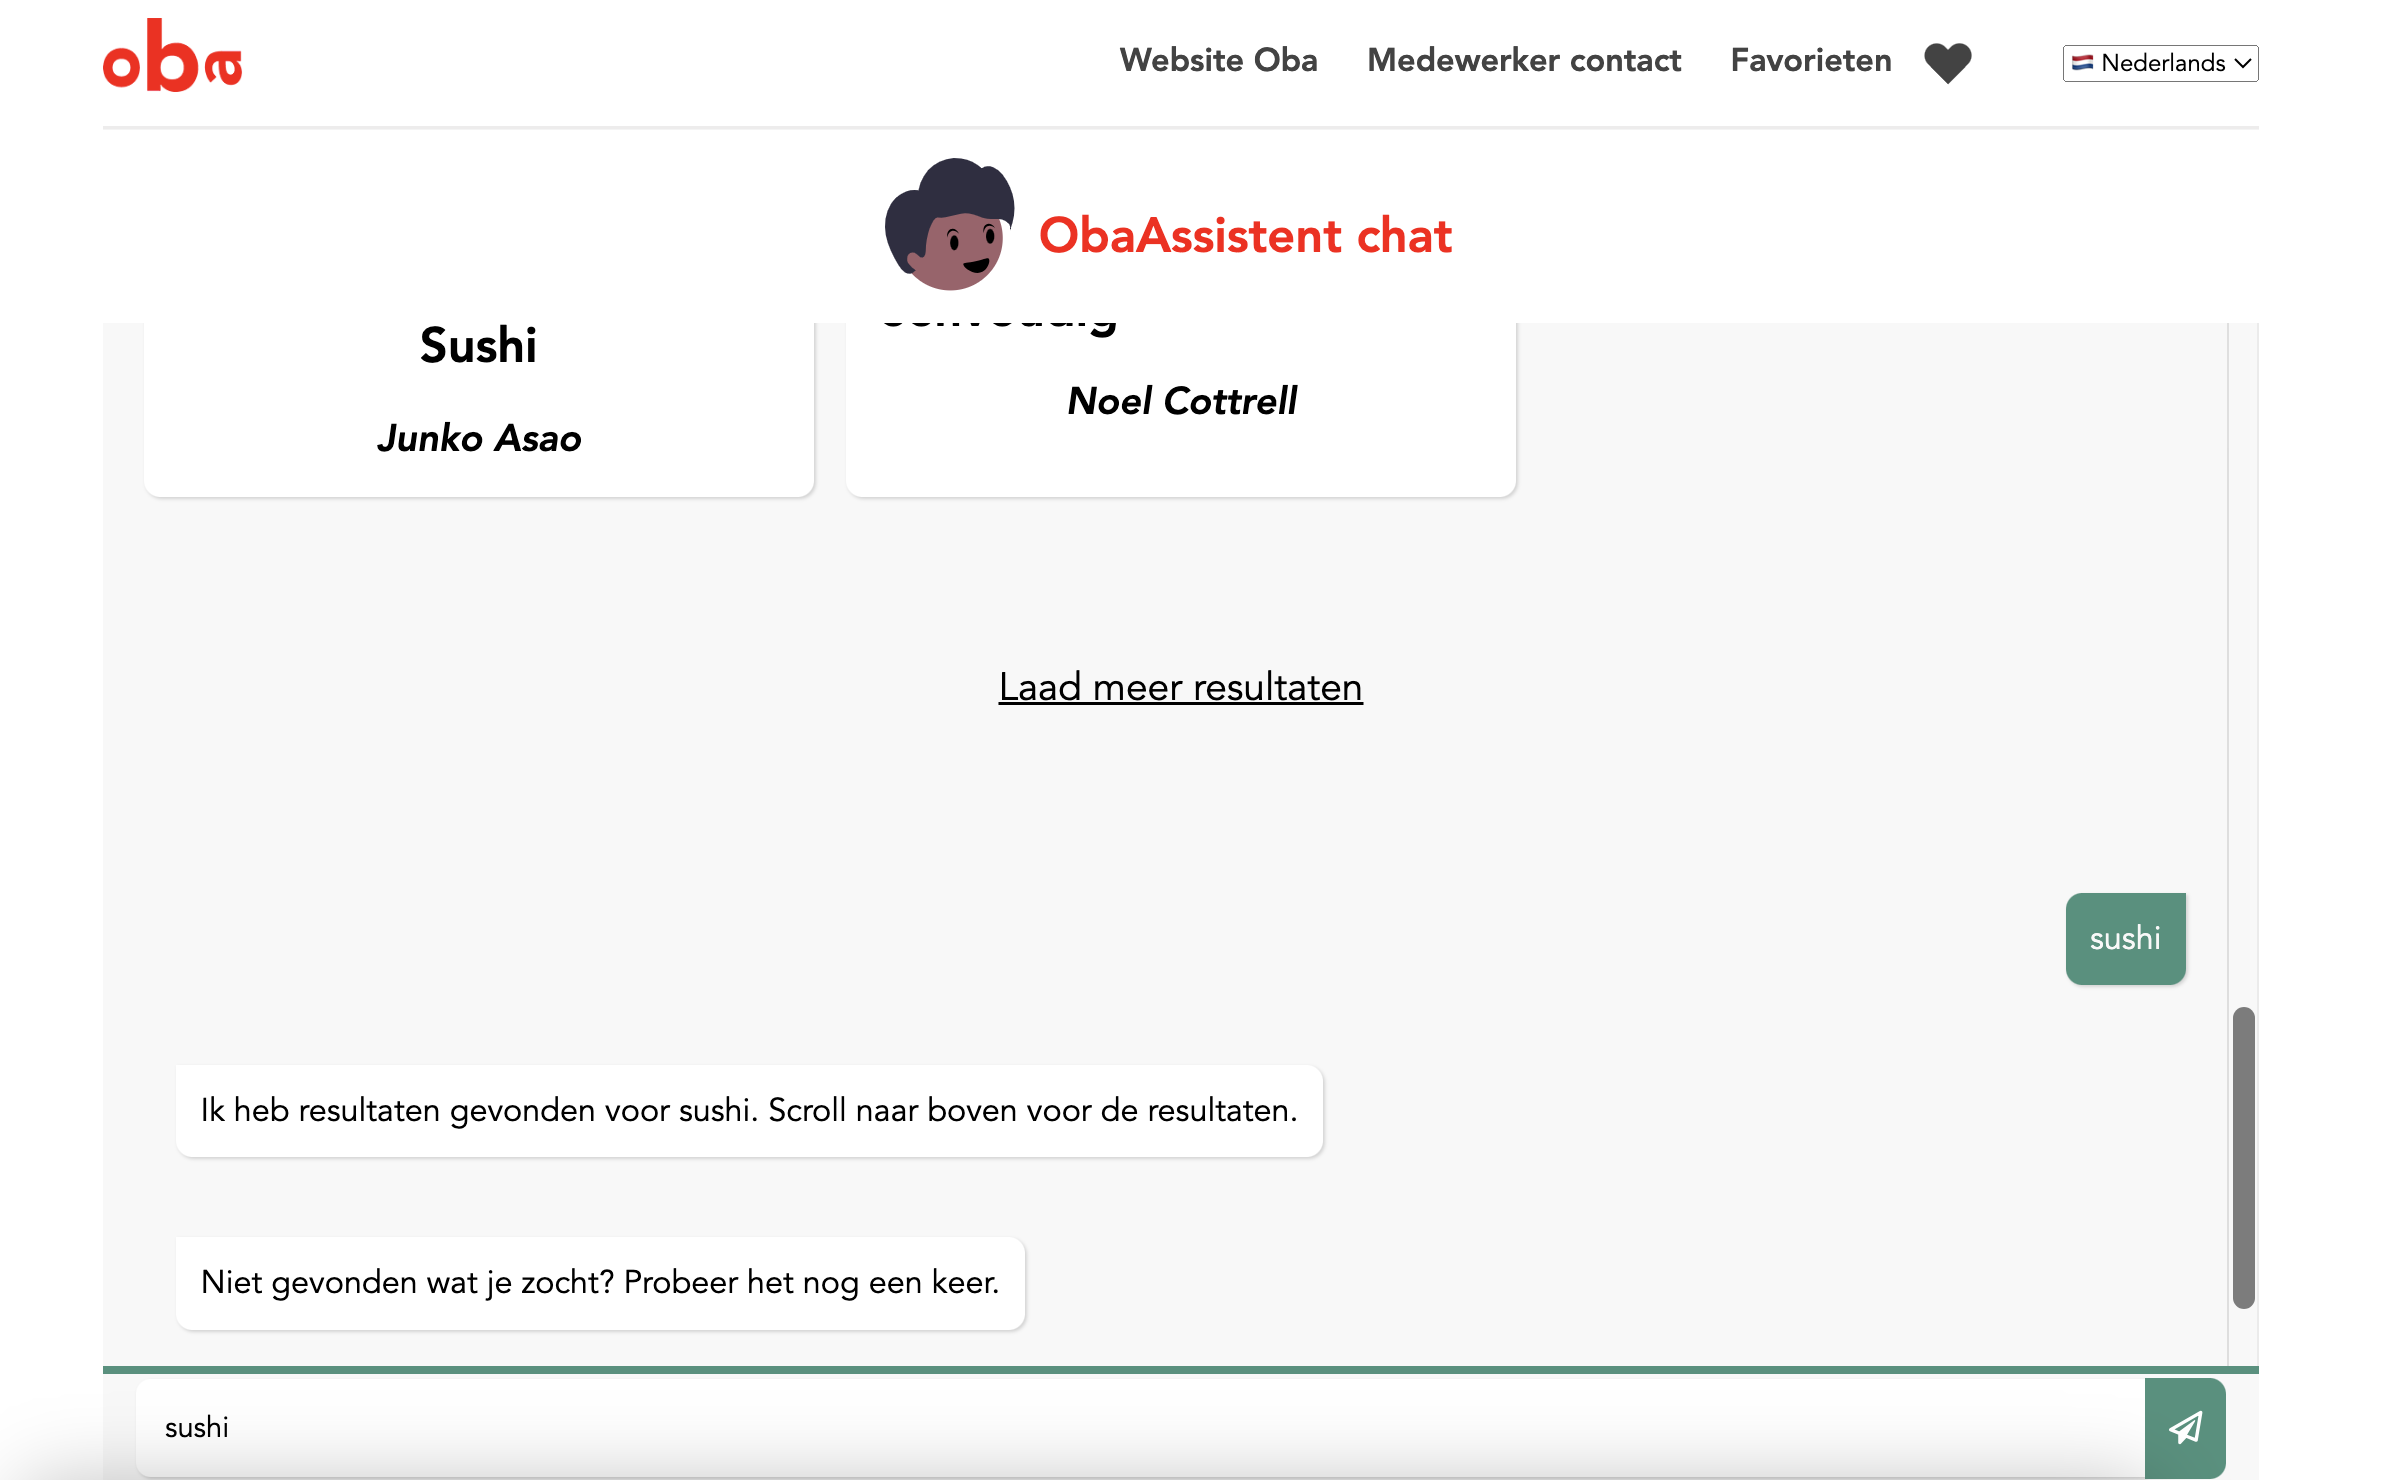 oba
Website Oba
Medewerker contact
Favorieten
Nederlands
ObaAssistent chat
Sushi
Junko Asao
Noel Cottrell
Laad meer resultaten
sushi
Ik heb resultaten gevonden voor sushi. Scroll naar boven voor de resultaten.
Niet gevonden wat je zocht? Probeer het nog een keer.
sushi